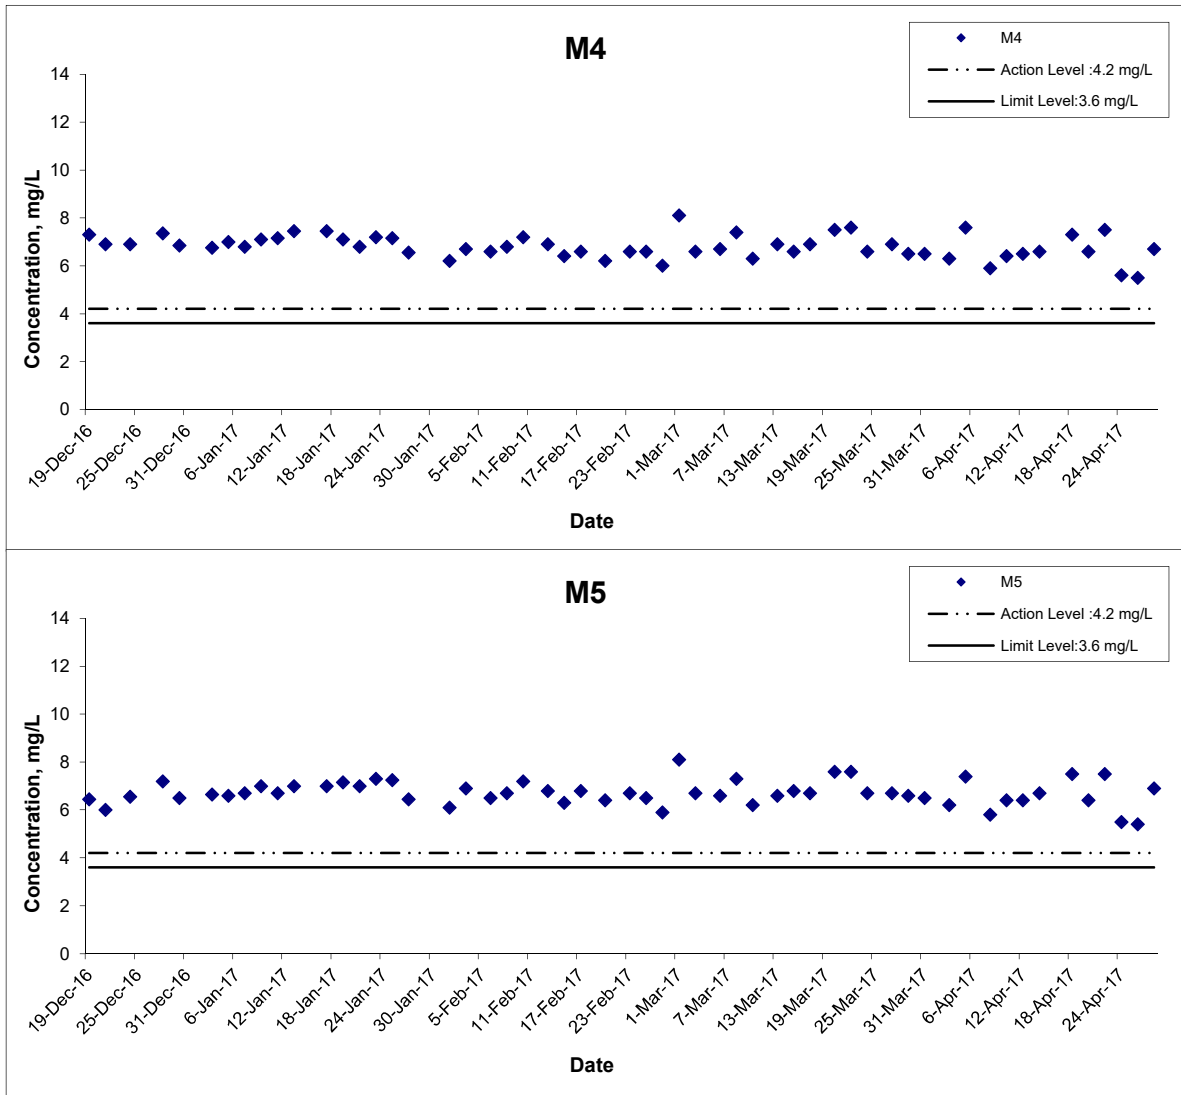 M4
M4
Action Level :4.2 mg/L
Limit Level:3.6 mg/L
Concentration, mg/L
14
12
10
8
6
4
2
0
19-Dec-16
25-Dec-16
31-Dec-16
6-Jan-17
12-Jan-17
18-Jan-17
24-Jan-17
30-Jan-17
5-Feb-17
11-Feb-17
17-Feb-17
23-Feb-17
1-Mar-17
7-Mar-17
13-Mar-17
19-Mar-17
25-Mar-17
31-Mar-17
6-Apr-17
12-Apr-17
18-Apr-17
24-Apr-17
Date
M5
M5
Action Level :4.2 mg/L
Limit Level:3.6 mg/L
Concentration, mg/L
14
12
10
8
6
4
2
0
19-Dec-16
25-Dec-16
31-Dec-16
6-Jan-17
12-Jan-17
18-Jan-17
24-Jan-17
30-Jan-17
5-Feb-17
11-Feb-17
17-Feb-17
23-Feb-17
1-Mar-17
7-Mar-17
13-Mar-17
19-Mar-17
25-Mar-17
31-Mar-17
6-Apr-17
12-Apr-17
18-Apr-17
24-Apr-17
Date